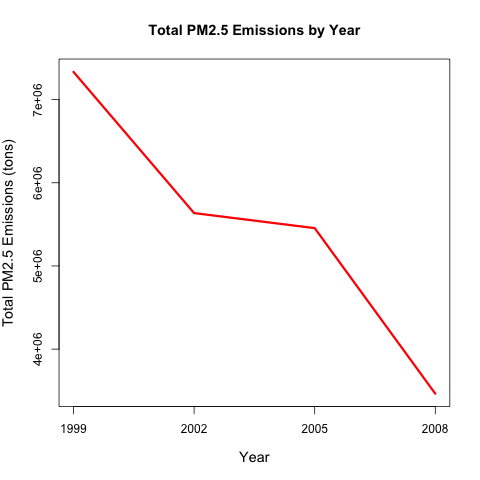 Total PM2.5 Emissions by Year
Total PM2.5 Emissions (tons)
7e+06
6e+06
5e+06
4e+06
1999 2002 2005 2008
Year